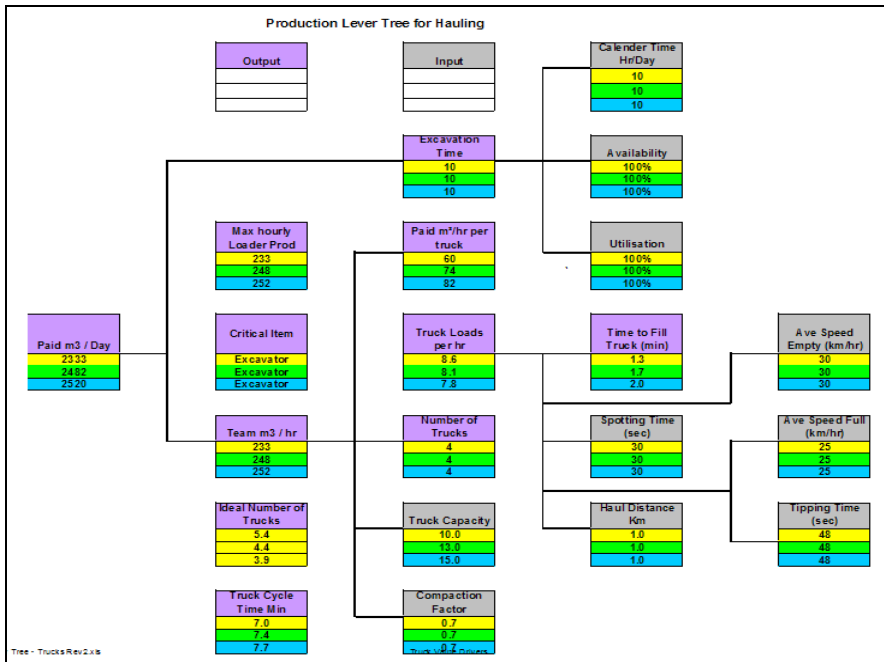 Production Lever Tree for Hauling
Output
Input
Calender Time
Hr/Day
10
10
10
Excavation
Time
10
10
10
Availability
100%
100%
100%
Max hourly
Loader Prod
233
248
252
Paid m³/hr per
truck
60
74
82
Utilisation
100%
100%
100%
Paid m3 / Day
2333
2482
2520
Critical Item
Excavator
Excavator
Excavator
Truck Loads
per hr
8.6
8.1
7.8
Time to Fill
Truck (min)
1.3
1.7
2.0
Ave Speed
Empty (km/hr)
30
30
30
Team m3 / hr
233
248
252
Number of
Trucks
4
4
4
Spotting Time
(sec)
30
30
30
Ave Speed Full
(km/hr)
25
25
25
Ideal Number of
Trucks
5.4
4.4
3.9
Truck Capacity
10.0
13.0
15.0
Haul Distance
Km
1.0
1.0
1.0
Tipping Time
(sec)
48
48
48
Truck Cycle
Time Min
7.0
7.4
7.7
Compaction
Factor
0.7
0.7
0.7
Tree - Trucks Rev2.xls
Truck Value Drivers